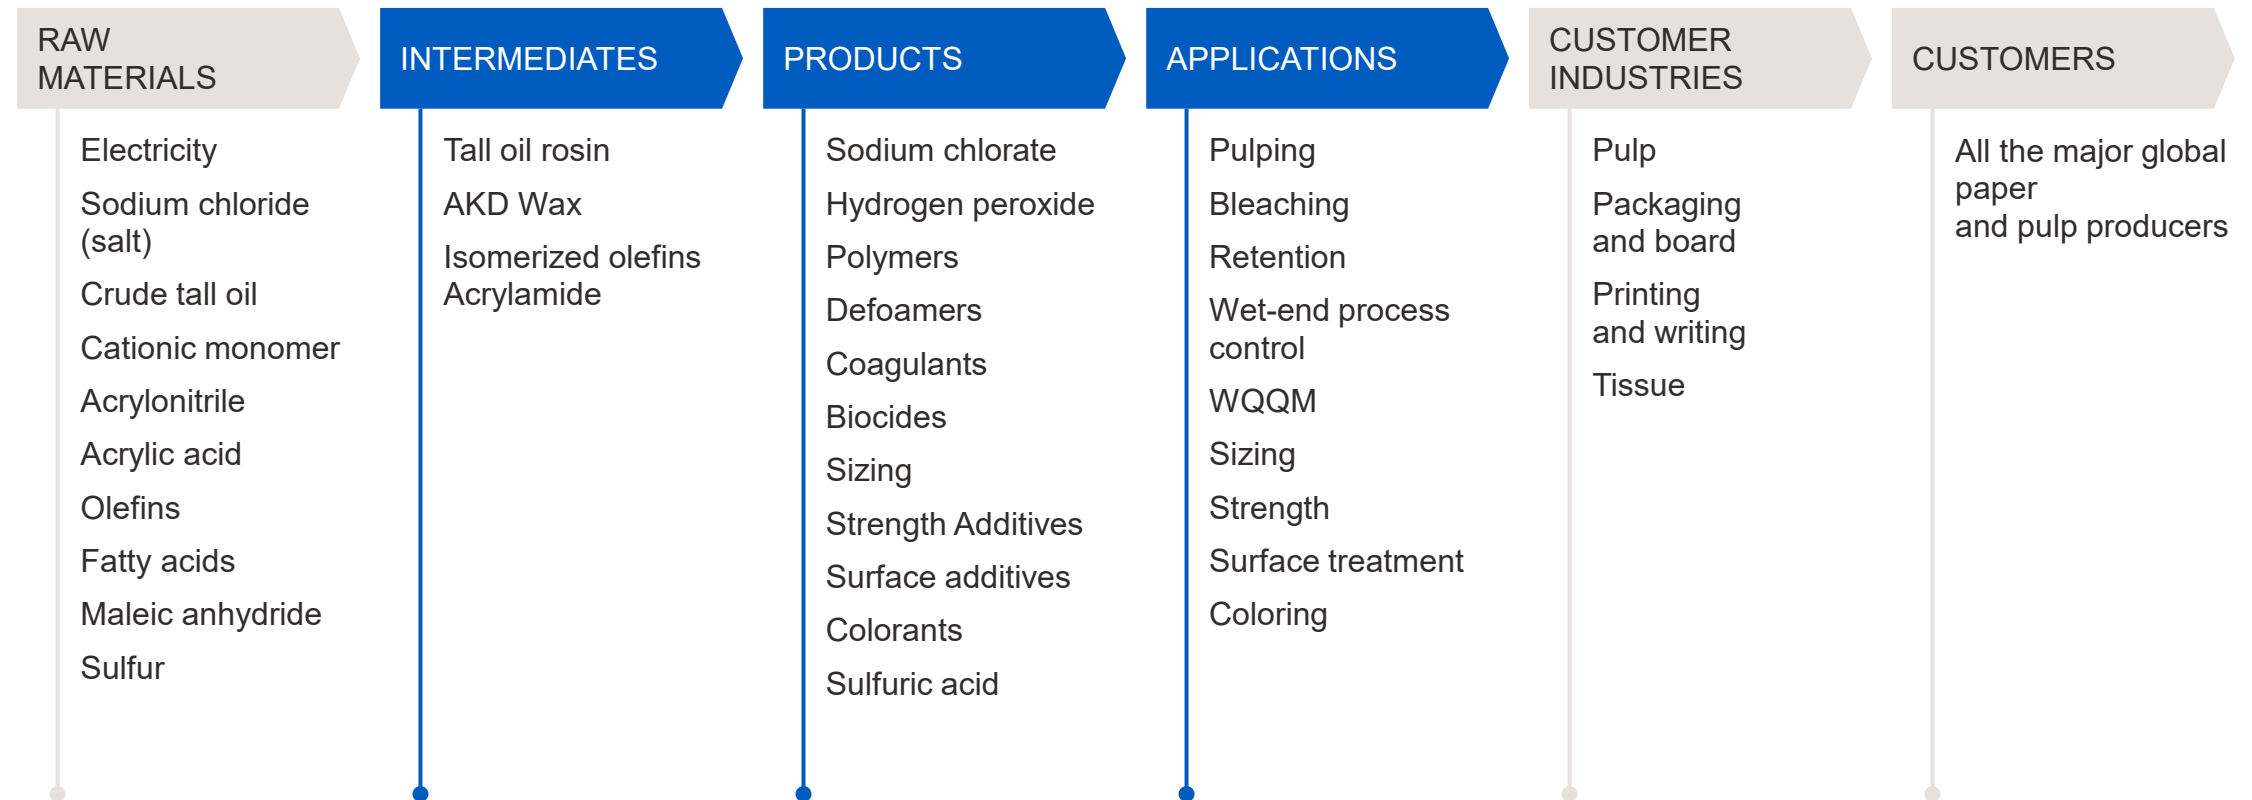 RAW
MATERIALS
Electricity
Sodium chloride
(salt)
Crude tall oil
Cationic monomer
Acrylonitrile
Acrylic acid
Olefins
Fatty acids
Maleic anhydride
Sulfur
INTERMEDIATES
Tall oil rosin
AKD Wax
Isomerized olefins
Acrylamide
PRODUCTS
Sodium chlorate
Hydrogen peroxide
Polymers
Defoamers
Coagulants
Biocides
Sizing
Strength Additives
Surface additives
Colorants
Sulfuric acid
APPLICATIONS
Pulping
Bleaching
Retention
Wet-end process
control
WQQM
Sizing
Strength
Surface treatment
Coloring
CUSTOMER
INDUSTRIES
Pulp
Packaging
and board
Printing
and writing
Tissue
CUSTOMERS
All the major global
paper
and pulp producers